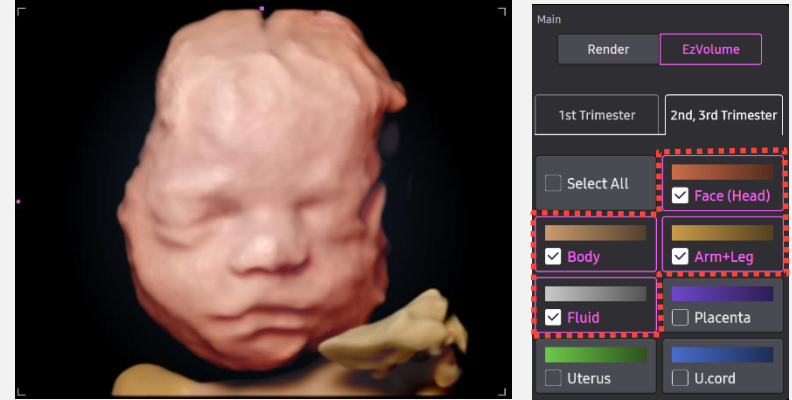 Main
Render EzVolume
1st Trimester 2nd, 3rd Trimester
Select All Face (Head)
Body Arm+Leg
Fluid Placenta
Uterus U.cord